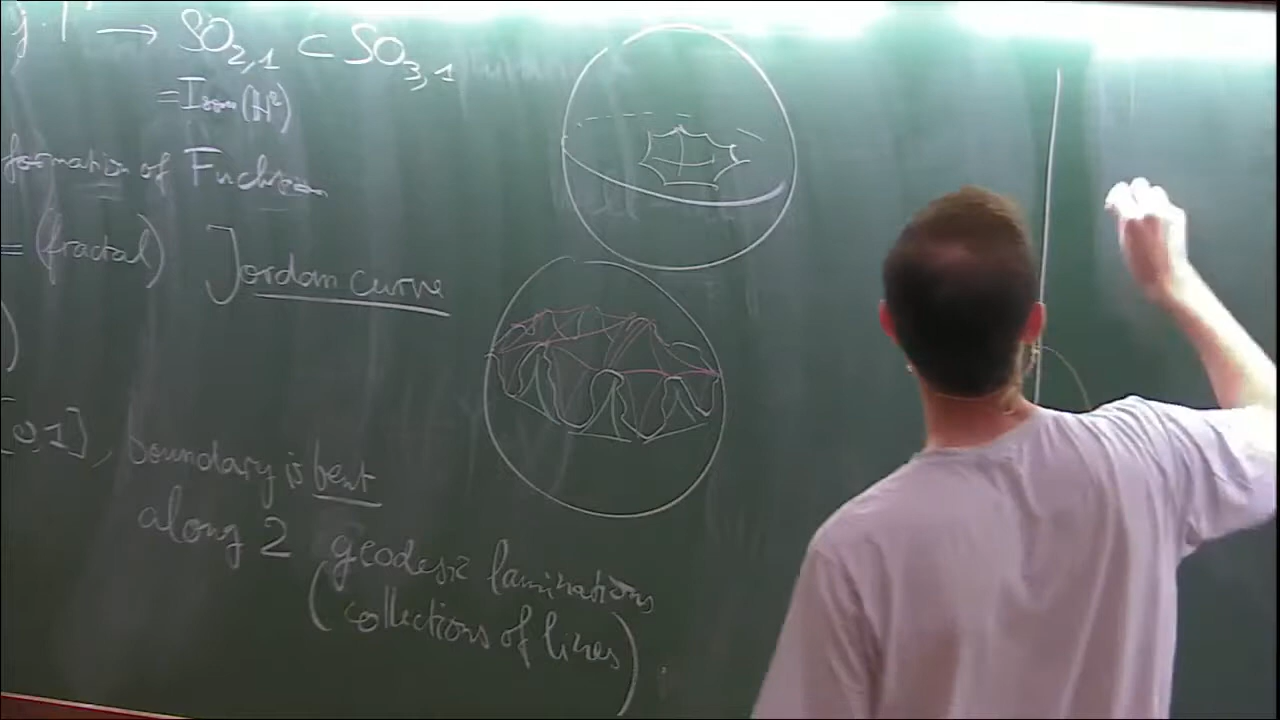 j: Γ → SO₂,₁ ⊂ SO₃,₁
= Isom(H²)
formation of Fuchsian
= (fractal) Jordan curve
)
0,1], boundary is bent
along 2 geodesic laminations
(collections of lines)